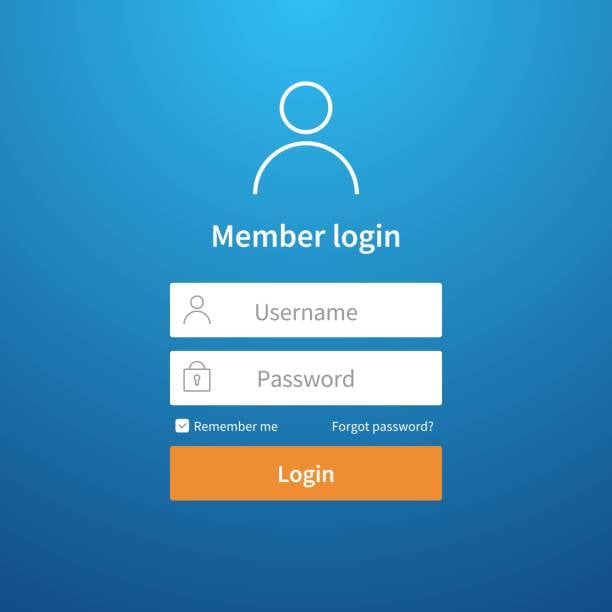 Member login
Username
Password
Remember me
Forgot password?
Login